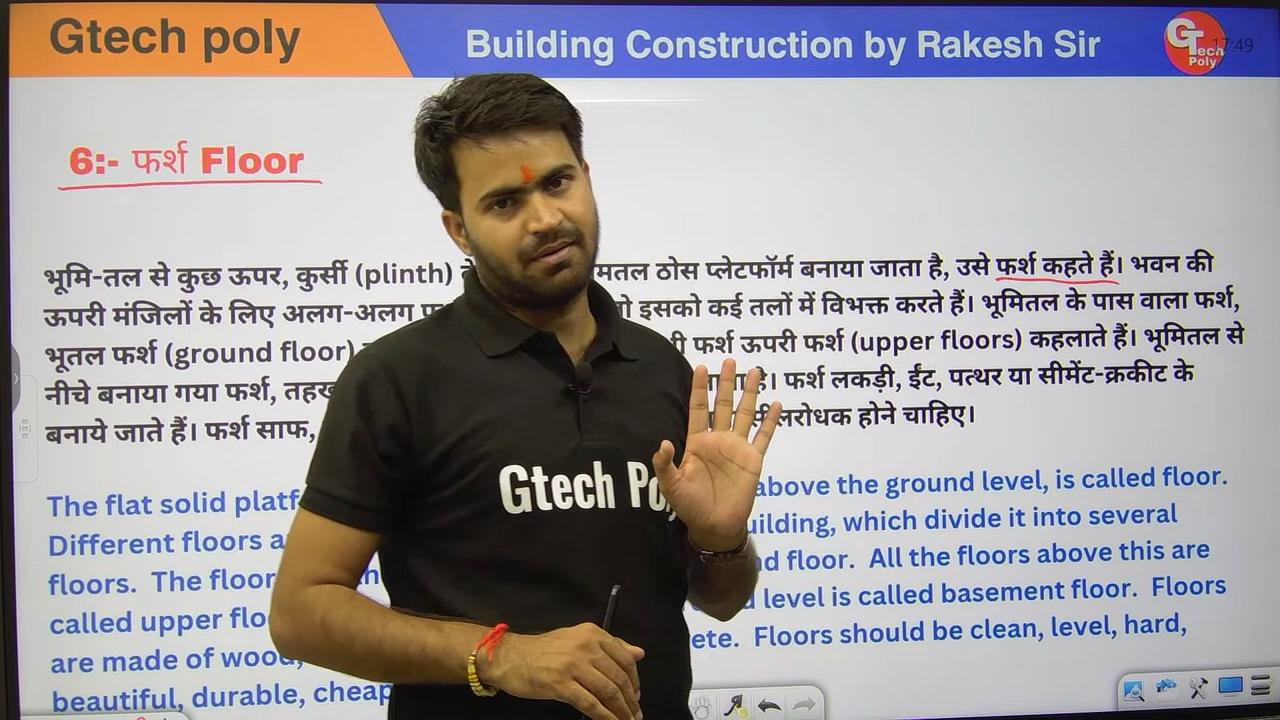 Gtech poly
Building Construction by Rakesh Sir
GTech Poly
17:49
6:- फर्श Floor
भूमि-तल से कुछ ऊपर, कुर्सी (plinth) मतल ठोस प्लेटफॉर्म बनाया जाता है, उसे फर्श कहते हैं। भवन की
ऊपरी मंजिलों के लिए अलग-अलग इसको कई तलों में विभक्त करते हैं। भूमितल के पास वाला फर्श,
भूतल फर्श (ground floor) फर्श ऊपरी फर्श (upper floors) कहलाते हैं। भूमितल से
नीचे बनाया गया फर्श, है। फर्श लकड़ी, ईंट, पत्थर या सीमेंट-क्रकीट के
बनाये जाते हैं। फर्श साफ, लरोधक होने चाहिए।
The flat solid above the ground level, is called floor.
Different floors uilding, which divide it into several
floors. The floor nd floor. All the floors above this are
called upper level is called basement floor. Floors
are made of wood, ete. Floors should be clean, level, hard,
beautiful, durable, cheap
Gtech Po